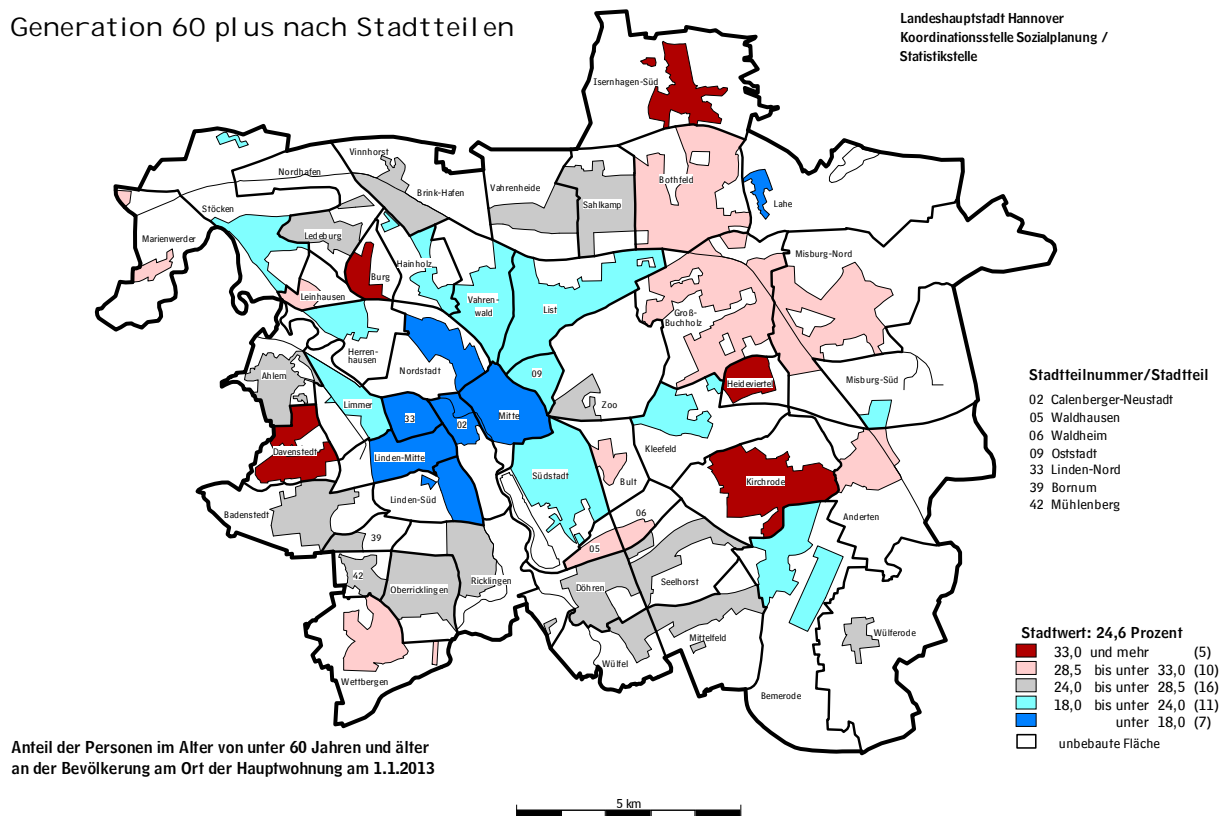 Generation 60 plus nach Stadtteilen
Landeshauptstadt Hannover
Koordinationsstelle Sozialplanung /
Statistikstelle
Isernhagen-Süd
Vinnhorst
Nordhafen
Brink-Hafen
Vahrenheide
Sahlkamp
Bothfeld
Lahe
Stöcken
Marienwerder
Ledeburg
Burg
Hainholz
Leinhausen
Vahren-
wald
List
Misburg-Nord
Groß-
Buchholz
Herren-
hausen
Nordstadt
09
Zoo
Heideviertel
Misburg-Süd
Ahlem
Limmer
33
02
Mitte
Kleefeld
Davenstedt
Linden-Mitte
Südstadt
Bult
Kirchrode
Linden-Süd
Badenstedt
39
06
05
Anderten
42
Oberricklingen
Ricklingen
Döhren
Seelhorst
Mittelfeld
Wülferode
Wülfel
Wettbergen
Bemerode
Stadtteilnummer/Stadtteil
02 Calenberger-Neustadt
05 Waldhausen
06 Waldheim
09 Oststadt
33 Linden-Nord
39 Bornum
42 Mühlenberg
Stadtwert: 24,6 Prozent
33,0 und mehr (5)
28,5 bis unter 33,0 (10)
24,0 bis unter 28,5 (16)
18,0 bis unter 24,0 (11)
unter 18,0 (7)
unbebaute Fläche
Anteil der Personen im Alter von unter 60 Jahren und älter
an der Bevölkerung am Ort der Hauptwohnung am 1.1.2013
5 km